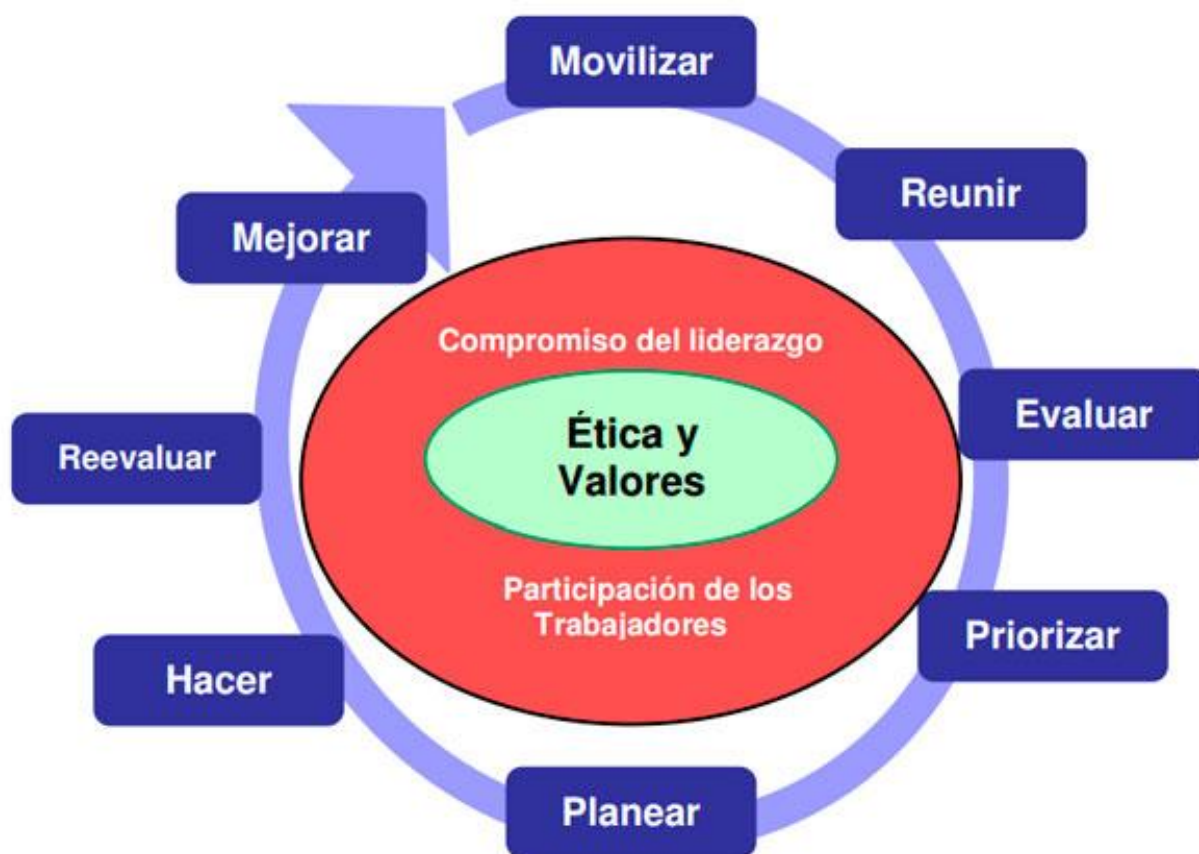 Movilizar
Reunir
Evaluar
Priorizar
Planear
Hacer
Reevaluar
Mejorar
Compromiso del liderazgo
Ética y
Valores
Participación de los
Trabajadores